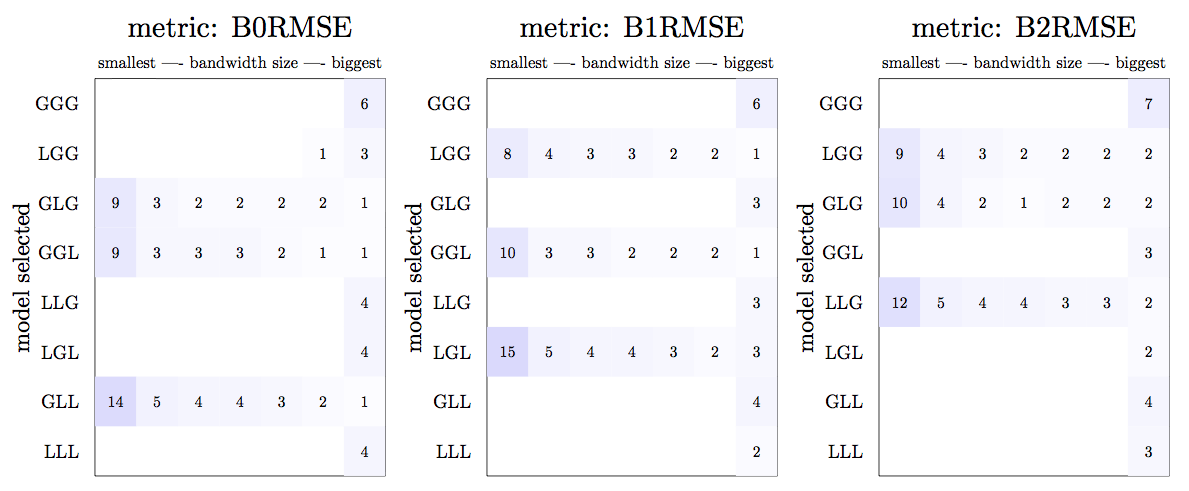 metric: B0RMSE
smallest —- bandwidth size —- biggest
model selected
GGG 6
LGG 1 3
GLG 9 3 2 2 2 2 1
GGL 9 3 3 3 2 1 1
LLG 4
LGL 4
GLL 14 5 4 4 3 2 1
LLL 4
metric: B1RMSE
smallest —- bandwidth size —- biggest
model selected
GGG 6
LGG 8 4 3 3 2 2 1
GLG 3
GGL 10 3 3 2 2 2 1
LLG 3
LGL 15 5 4 4 3 2 3
GLL 4
LLL 2
metric: B2RMSE
smallest —- bandwidth size —- biggest
model selected
GGG 7
LGG 9 4 3 2 2 2 2
GLG 10 4 2 1 2 2 2
GGL 3
LLG 12 5 4 4 3 3 2
LGL 2
GLL 4
LLL 3